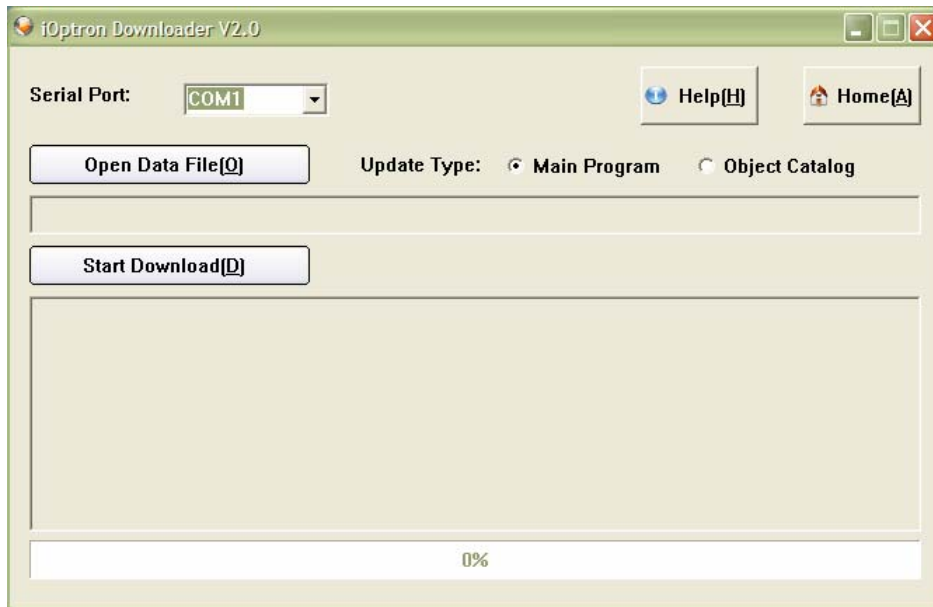 iOptron Downloader V2.0
Serial Port: COM1 Help(H) Home(A)
Open Data File(O) Update Type: Main Program Object Catalog
Start Download(D)
0%